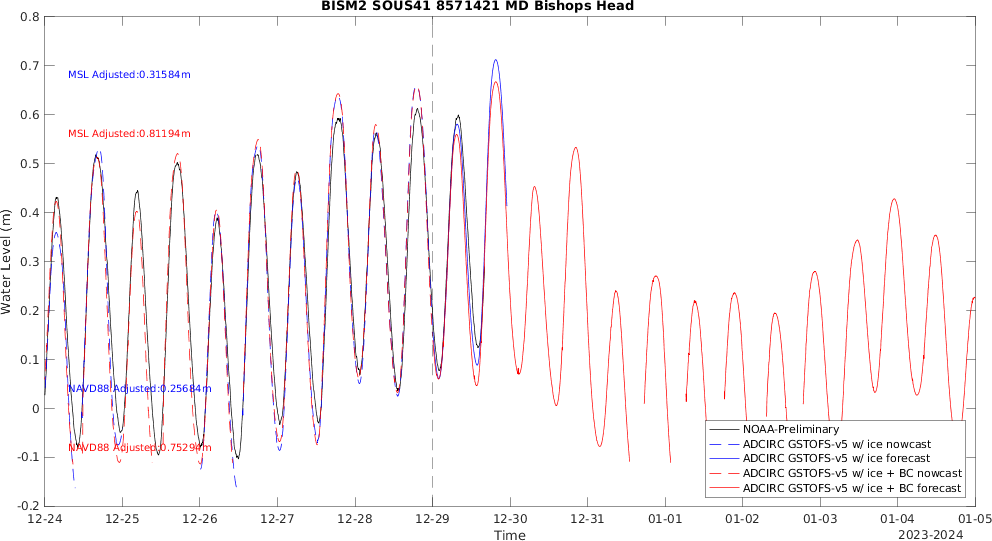 BISM2 SOUS41 8571421 MD Bishops Head
0.8
0.7
0.6
0.5
0.4
0.3
0.2
0.1
0
-0.1
-0.2
Water Level (m)
MSL Adjusted:0.31584m
MSL Adjusted:0.81194m
NAVD88 Adjusted:0.25684m
NAVD88 Adjusted:0.75294m
NOAA-Preliminary
ADCIRC GSTOFS-v5 w/ ice nowcast
ADCIRC GSTOFS-v5 w/ ice forecast
ADCIRC GSTOFS-v5 w/ ice + BC nowcast
ADCIRC GSTOFS-v5 w/ ice + BC forecast
12-24 12-25 12-26 12-27 12-28 12-29 12-30 12-31 01-01 01-02 01-03 01-04 01-05
Time
2023-2024